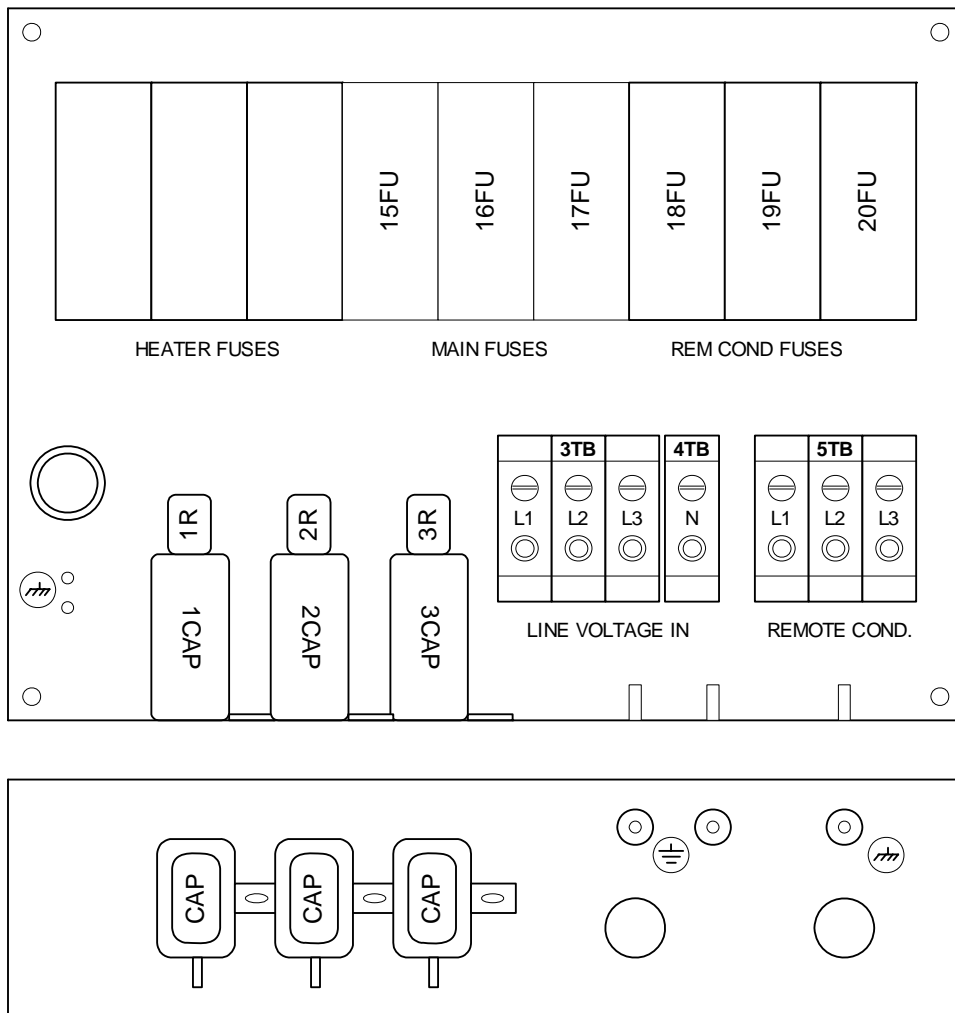 15FU 16FU 17FU 18FU 19FU 20FU
HEATER FUSES MAIN FUSES REM COND FUSES
3TB 4TB 5TB
1R 2R 3R L1 L2 L3 N L1 L2 L3
1CAP 2CAP 3CAP
LINE VOLTAGE IN REMOTE COND.
CAP CAP CAP